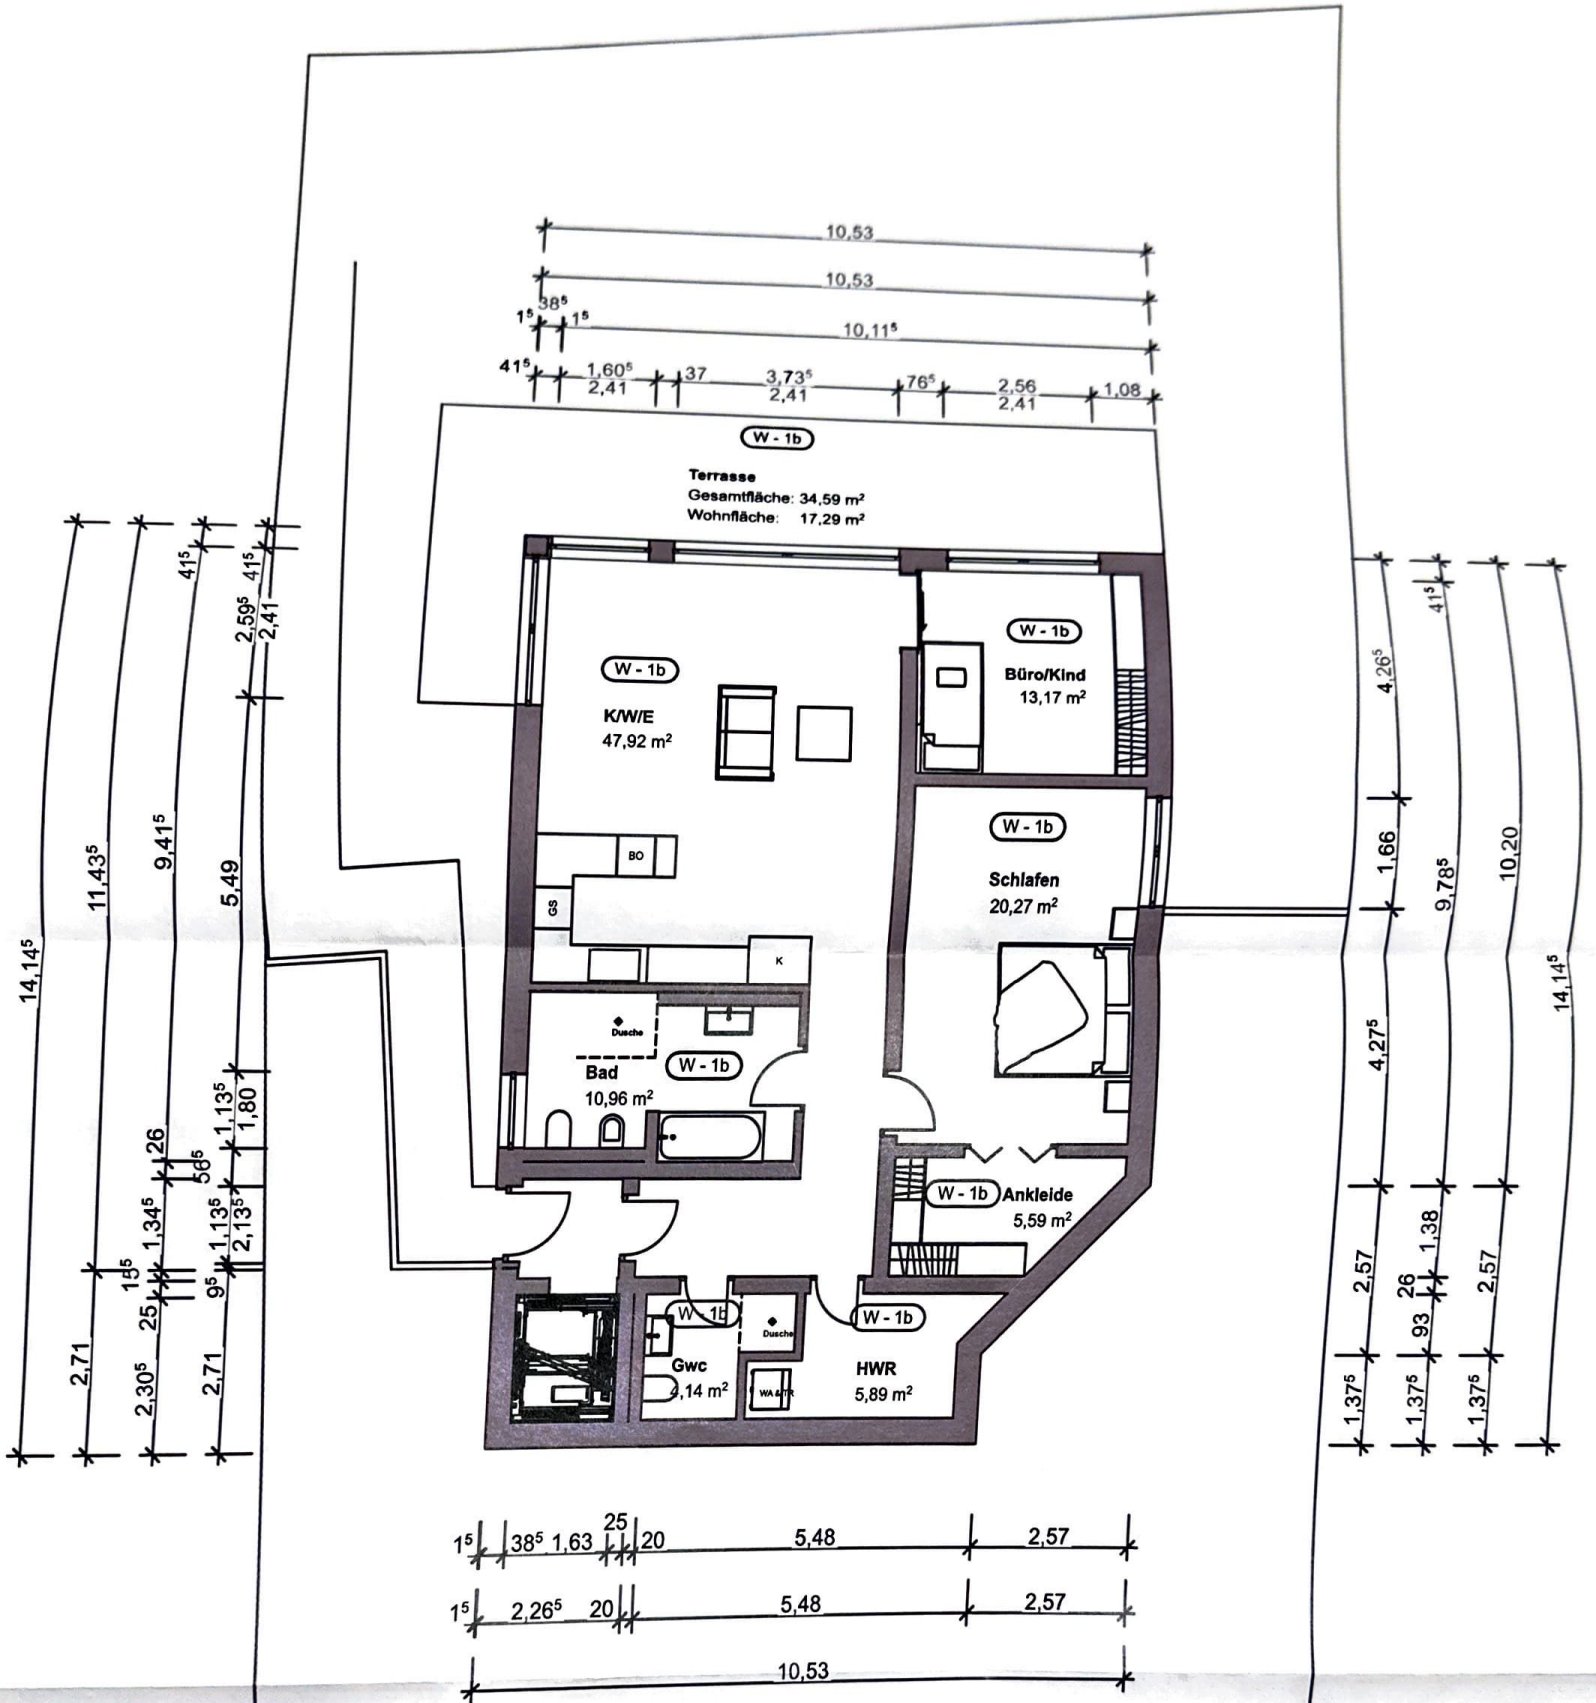 10,53
10,53
38⁵
1⁵ 1⁵ 10,11⁵
41⁵ 1,60⁵ 37 3,73⁵ 76⁵ 2,56 1,08
2,41 2,41 2,41
W - 1b
Terrasse
Gesamtfläche: 34,59 m²
Wohnfläche: 17,29 m²
W - 1b
K/W/E
47,92 m²
W - 1b
Büro/Kind
13,17 m²
BO
GS
K
W - 1b
Schlafen
20,27 m²
Dusche
W - 1b
Bad
10,96 m²
W - 1b
Ankleide
5,59 m²
W - 1b
Dusche
Gwc
4,14 m²
W - 1b
HWR
5,89 m²
WA & TR
14,14⁵
11,43⁵
2,71
41⁵
9,41⁵
26
1,34⁵
15⁵
25
2,30⁵
41⁵
2,59⁵
2,41
5,49
1,13⁵
1,80
56⁵
1,13⁵
2,13⁵
9⁵
2,71
4,26⁵
1,66
4,27⁵
2,57
1,37⁵
41⁵
9,78⁵
1,38
26
93
1,37⁵
10,20
2,57
1,37⁵
14,14⁵
1⁵ 38⁵ 1,63 25 20 5,48 2,57
1⁵ 2,26⁵ 20 5,48 2,57
10,53